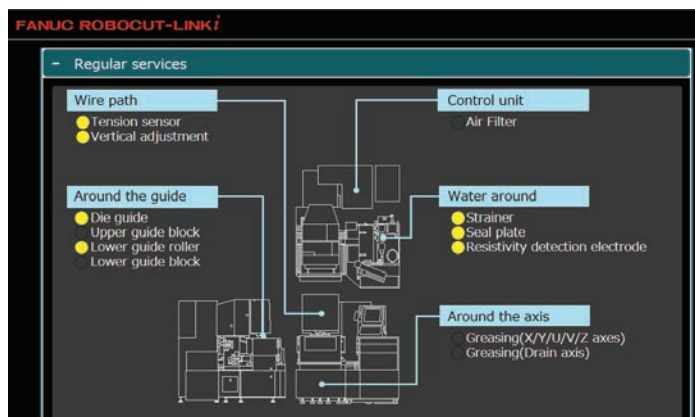 FANUC ROBOCUT-LINKi
− Regular services
Wire path
Tension sensor
Vertical adjustment
Control unit
Air Filter
Around the guide
Die guide
Upper guide block
Lower guide roller
Lower guide block
Water around
Strainer
Seal plate
Resistivity detection electrode
Around the axis
Greasing(X/Y/U/V/Z axes)
Greasing(Drain axis)